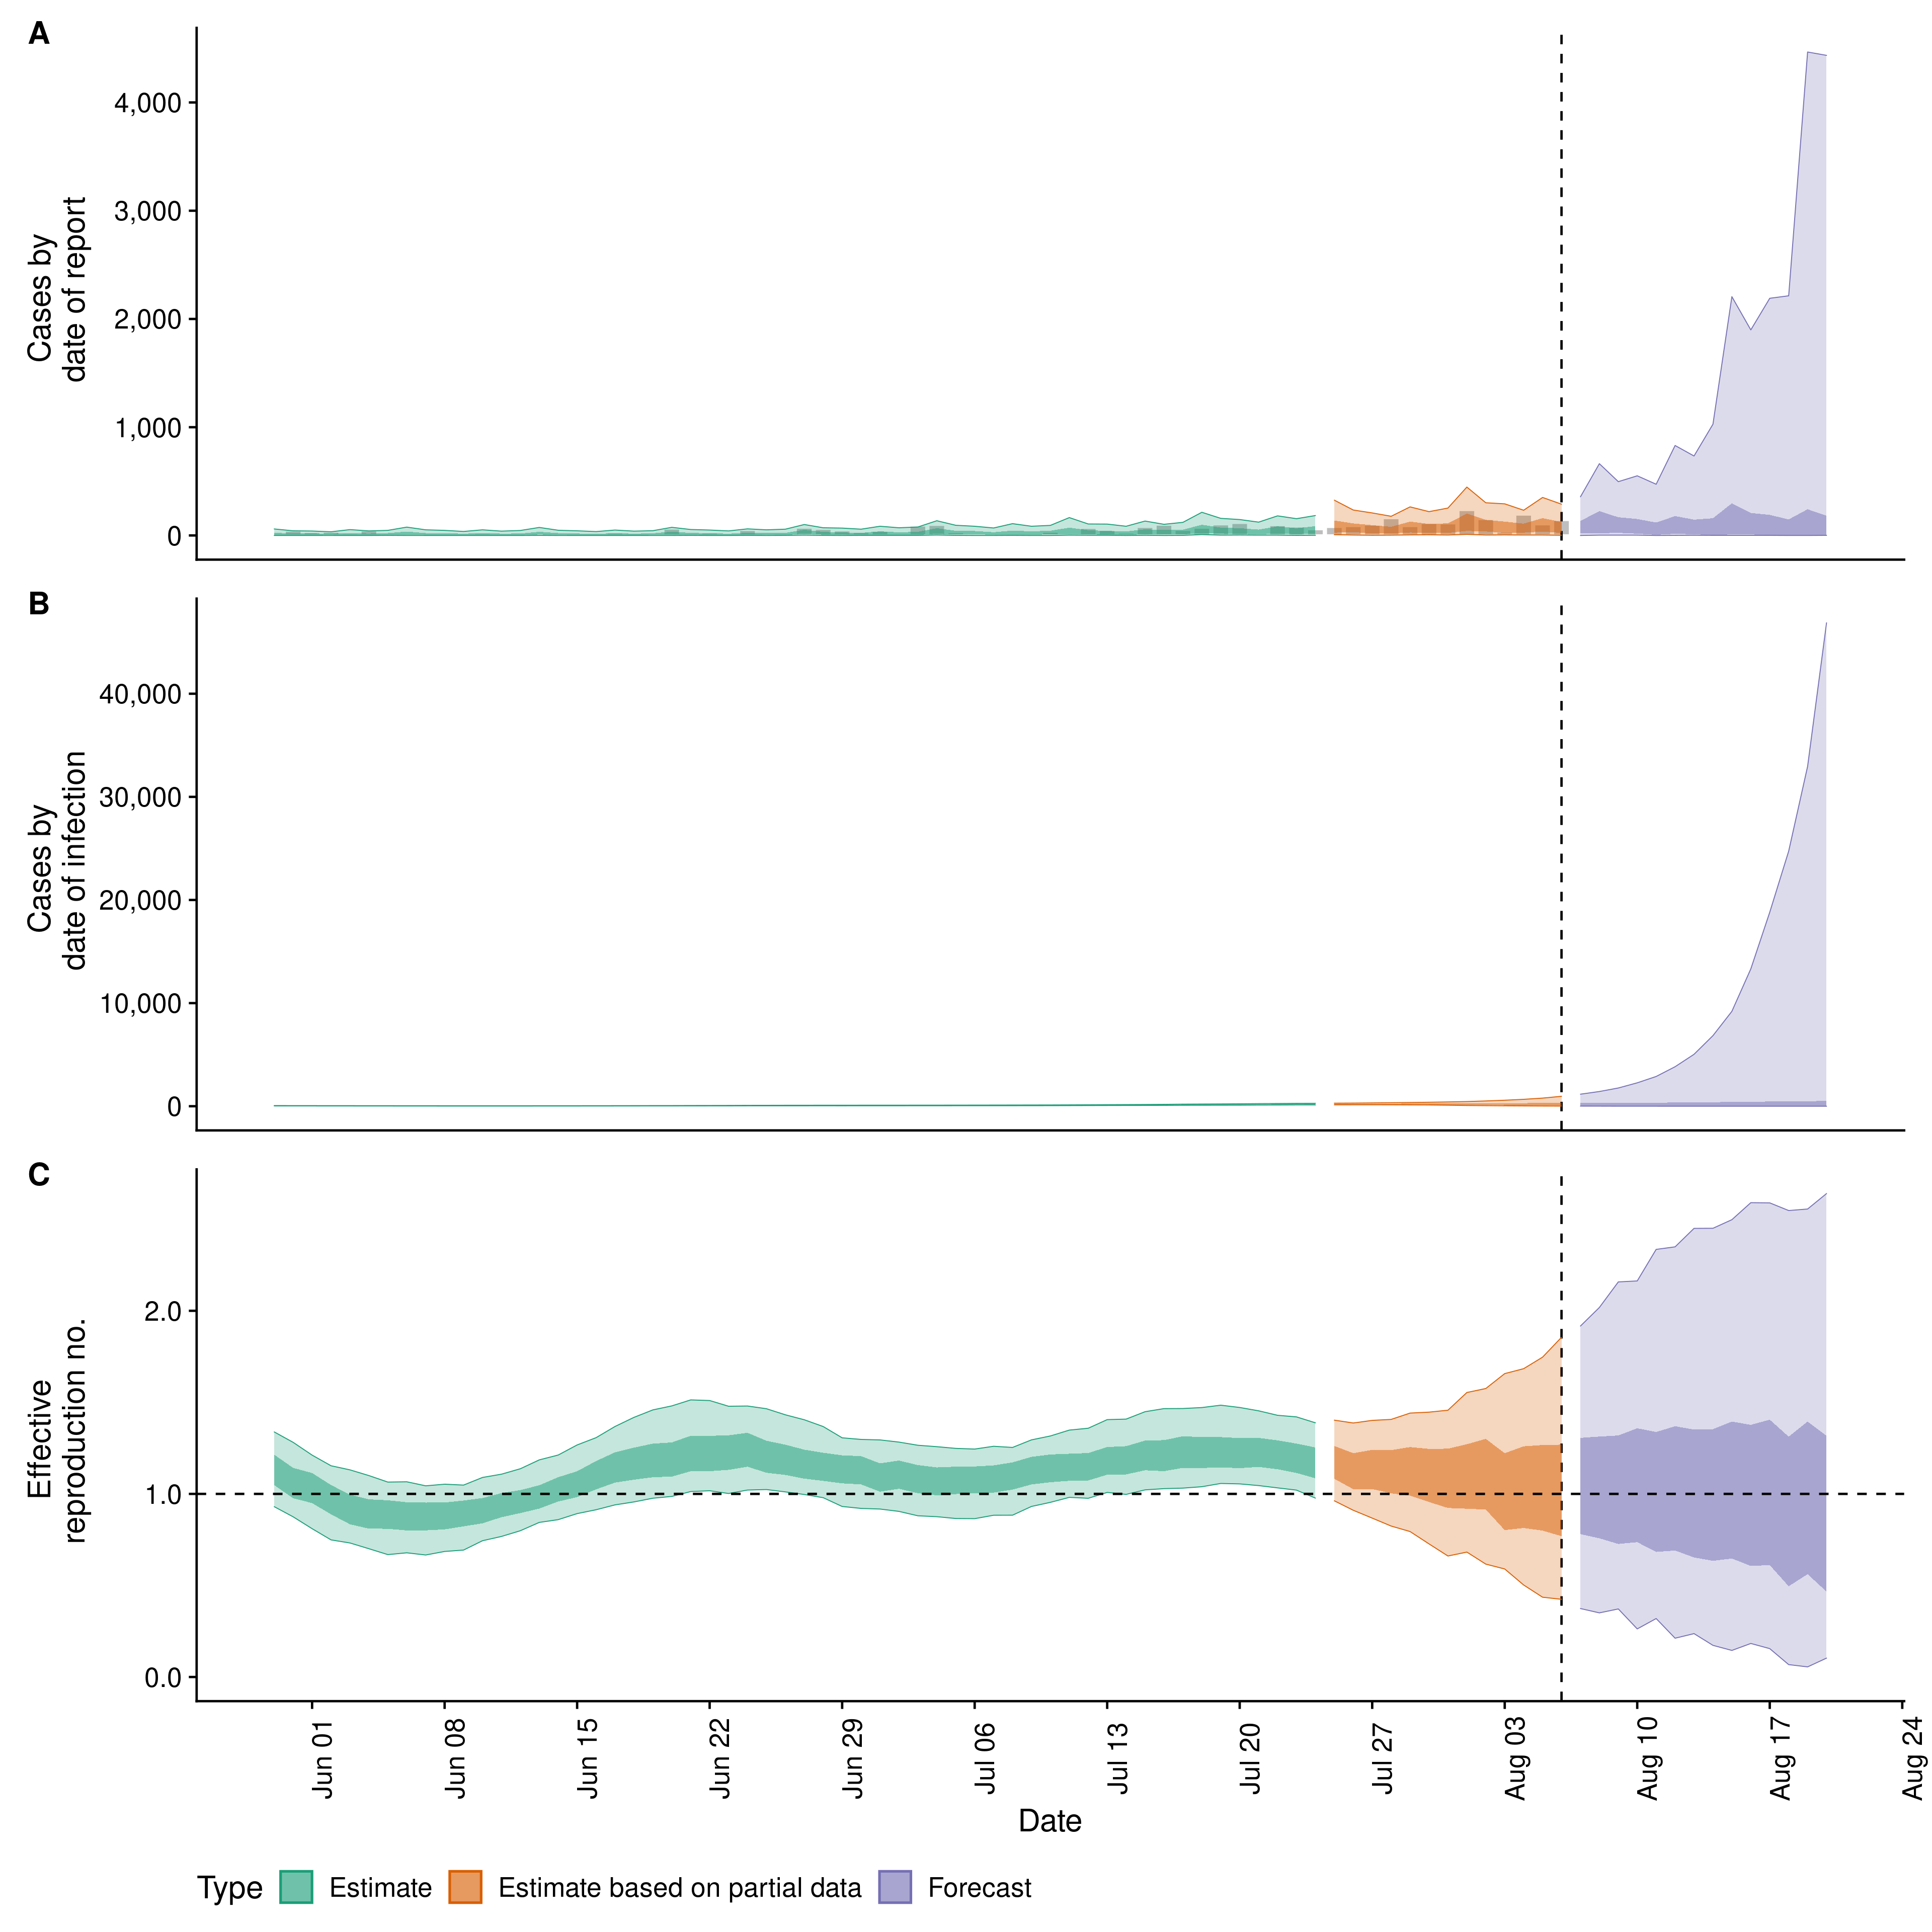 A
Cases by
date of report
4,000
3,000
2,000
1,000
0
B
Cases by
date of infection
40,000
30,000
20,000
10,000
0
C
Effective
reproduction no.
2.0
1.0
0.0
Jun 01
Jun 08
Jun 15
Jun 22
Jun 29
Jul 06
Jul 13
Jul 20
Jul 27
Aug 03
Aug 10
Aug 17
Aug 24
Date
Type Estimate Estimate based on partial data Forecast